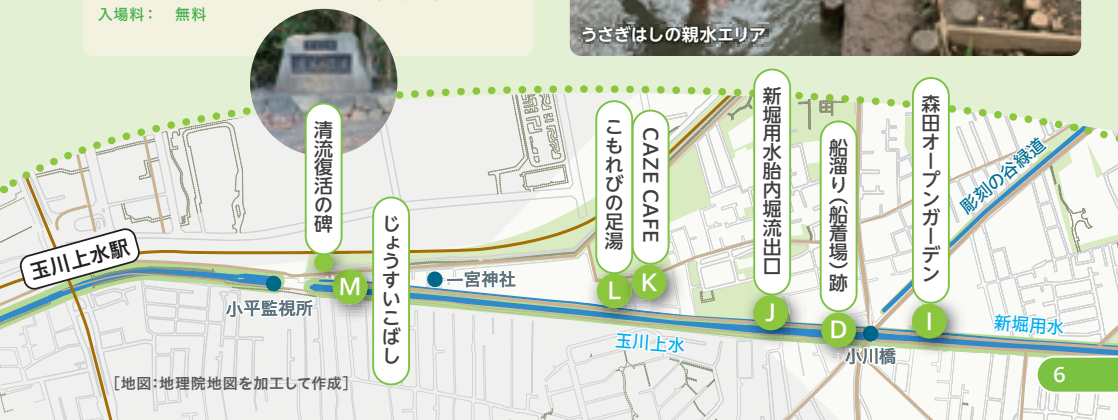 入場料： 無料
うさぎはしの親水エリア
清流復活の碑
じょうすいこばし
こもれびの足湯
CAZE CAFE
新堀用水胎内堀流出口
船溜り（船着場）跡
森田オープンガーデン
彫刻の谷緑道
玉川上水駅
M
一宮神社
L
K
J
D
I
小平監視所
玉川上水
小川橋
新堀用水
［地図：地理院地図を加工して作成］
6